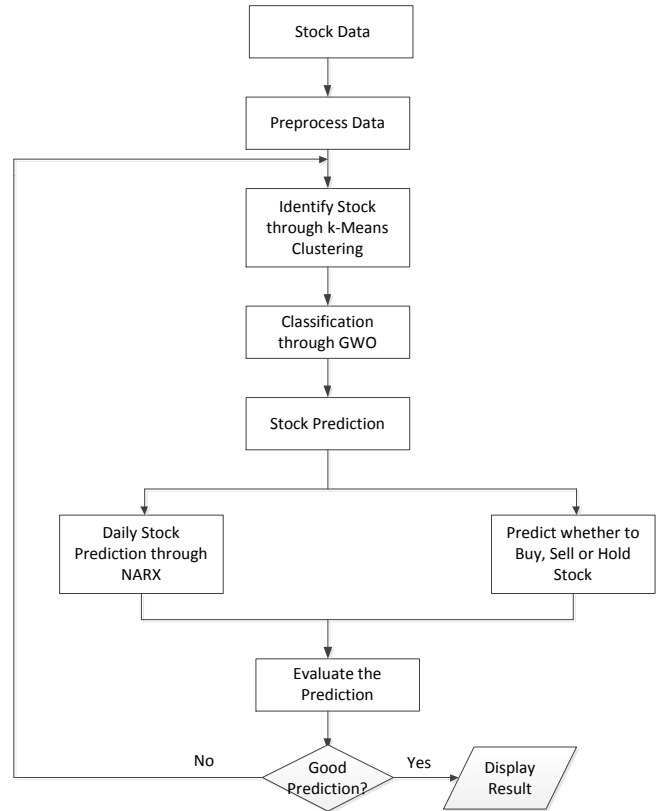 Stock Data
Preprocess Data
Identify Stock
through k-Means
Clustering
Classification
through GWO
Stock Prediction
Daily Stock
Prediction through
NARX
Predict whether to
Buy, Sell or Hold
Stock
Evaluate the
Prediction
No
Good
Prediction?
Yes
Display
Result